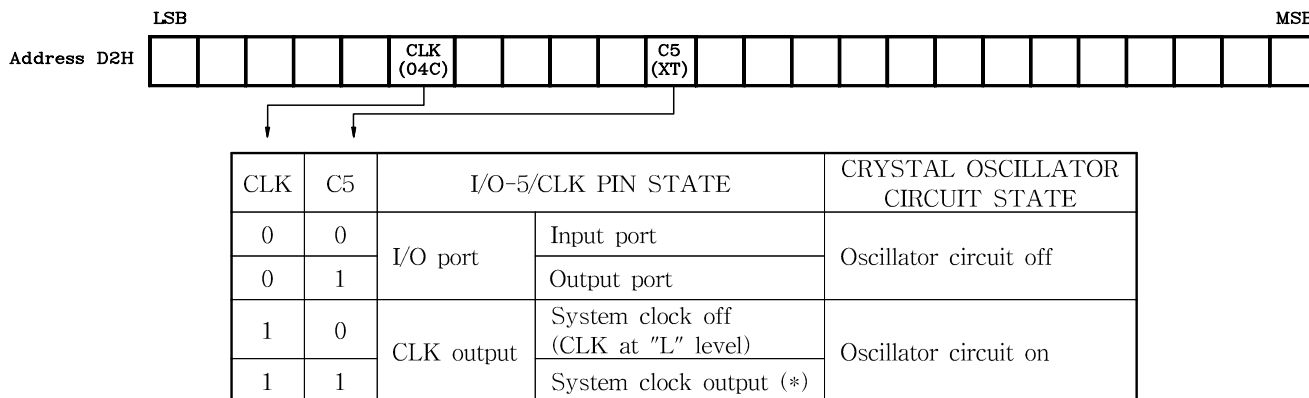 LSB MSB
Address D2H CLK C5
(04C) (XT)
CLK C5 I/O-5/CLK PIN STATE CRYSTAL OSCILLATOR
CIRCUIT STATE
0 0 I/O port Input port Oscillator circuit off
0 1 Output port
1 0 CLK output System clock off Oscillator circuit on
(CLK at "L" level)
1 1 System clock output (*)